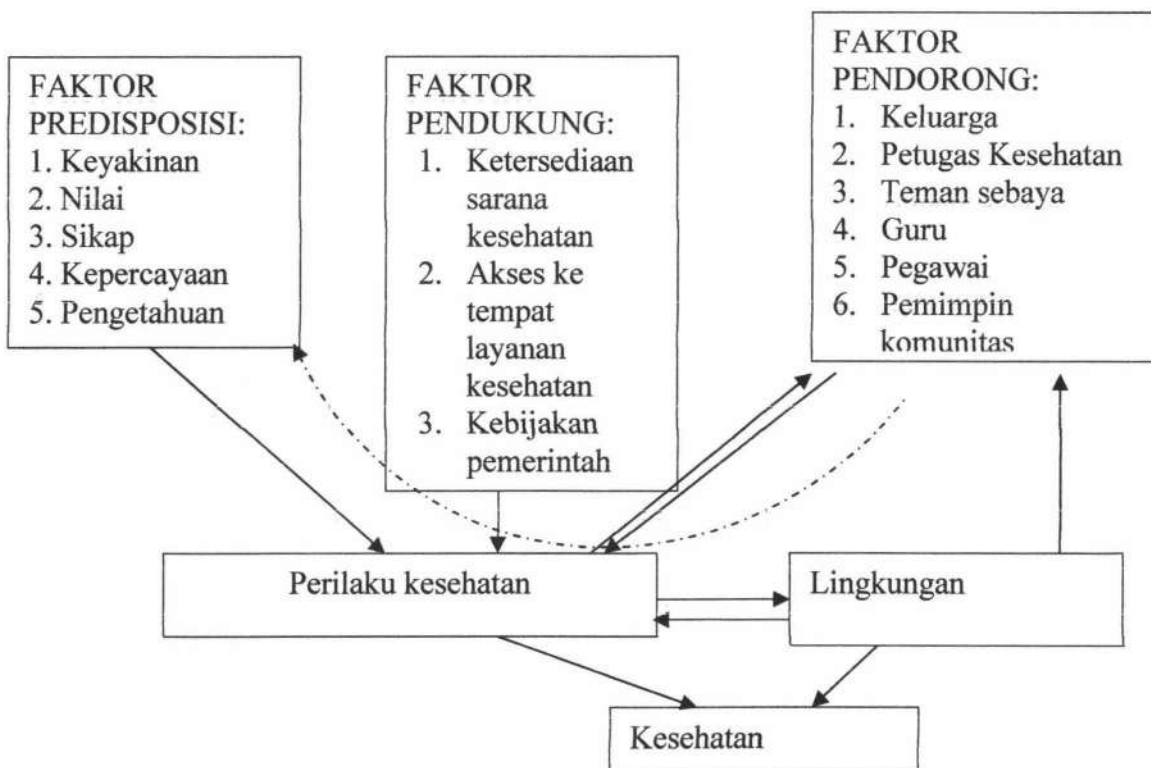 FAKTOR
PREDISPOSISI:
1. Keyakinan
2. Nilai
3. Sikap
4. Kepercayaan
5. Pengetahuan
FAKTOR
PENDUKUNG:
1. Ketersediaan
sarana
kesehatan
2. Akses ke
tempat
layanan
kesehatan
3. Kebijakan
pemerintah
FAKTOR
PENDORONG:
1. Keluarga
2. Petugas Kesehatan
3. Teman sebaya
4. Guru
5. Pegawai
6. Pemimpin
komunitas
Perilaku kesehatan
Lingkungan
Kesehatan